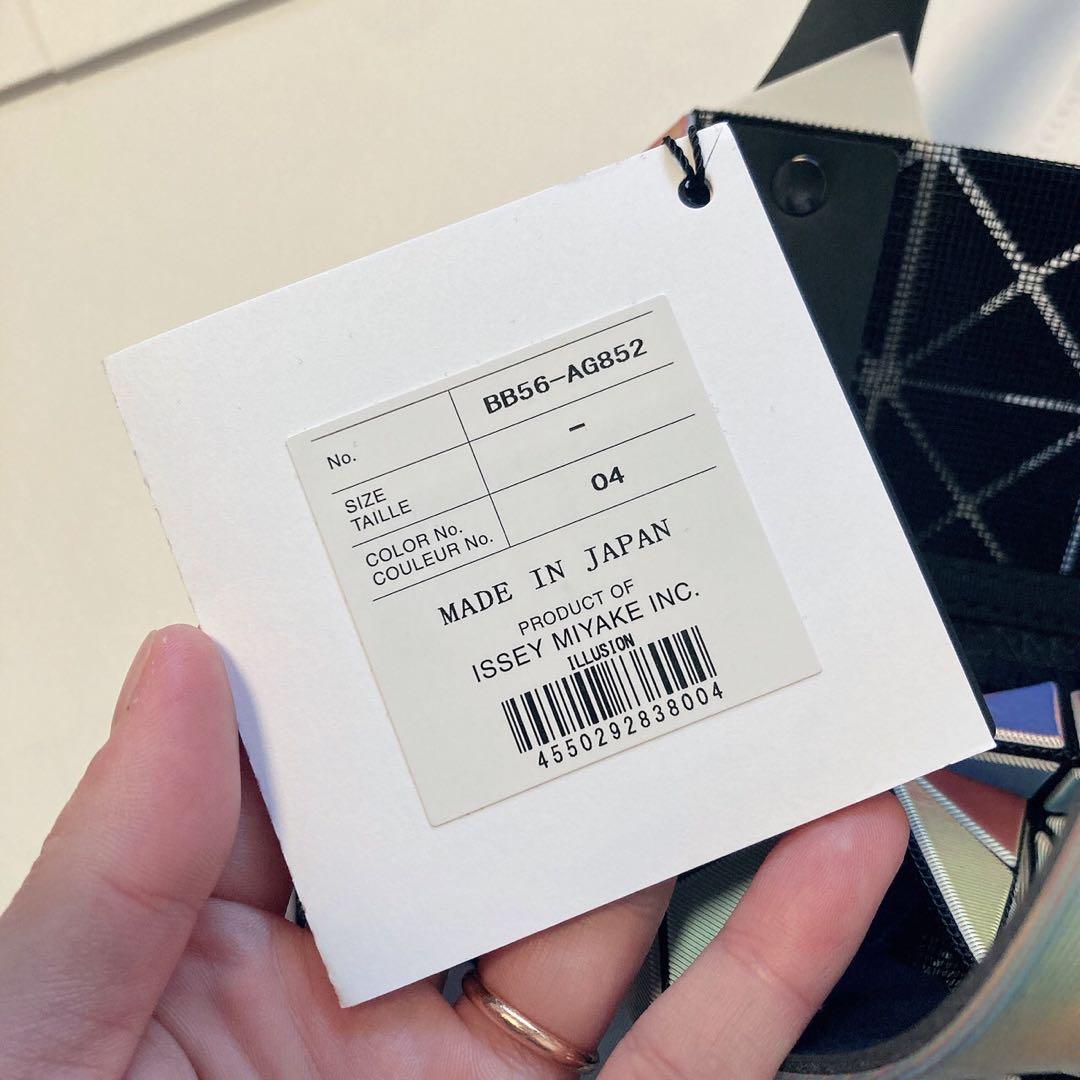 No. BB56-AG852
SIZE
TAILLE -
COLOR No.
COULEUR No. 04
MADE IN JAPAN
PRODUCT OF
ISSEY MIYAKE INC.
ILLUSION
4550292838004